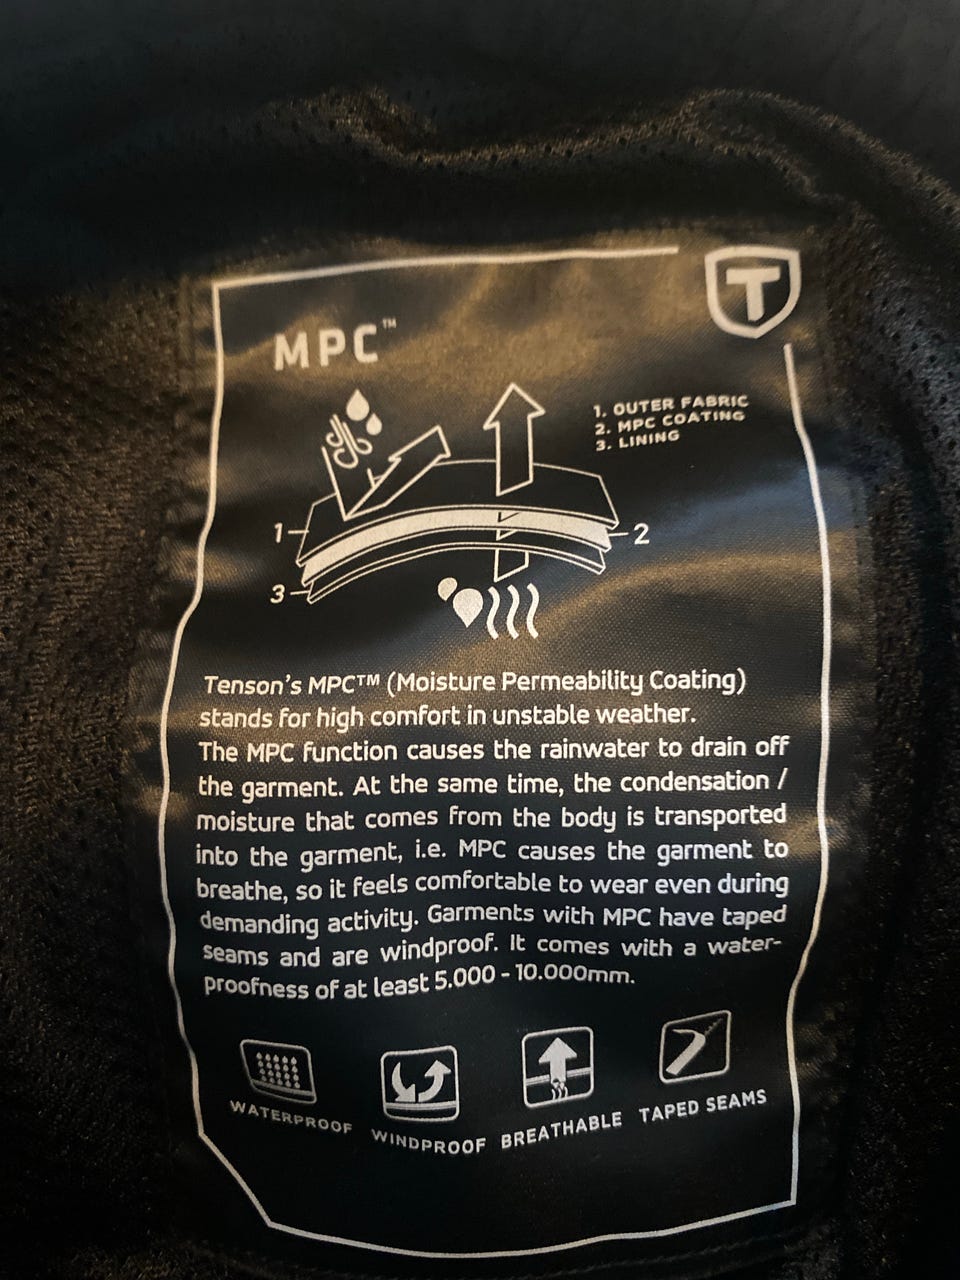 T
MPC™
1. OUTER FABRIC
2. MPC COATING
3. LINING
1
2
3
Tenson's MPC™ (Moisture Permeability Coating)
stands for high comfort in unstable weather.
The MPC function causes the rainwater to drain off
the garment. At the same time, the condensation /
moisture that comes from the body is transported
into the garment, i.e. MPC causes the garment to
breathe, so it feels comfortable to wear even during
demanding activity. Garments with MPC have taped
seams and are windproof. It comes with a water-
proofness of at least 5.000 - 10.000mm.
WATERPROOF
WINDPROOF
BREATHABLE
TAPED SEAMS